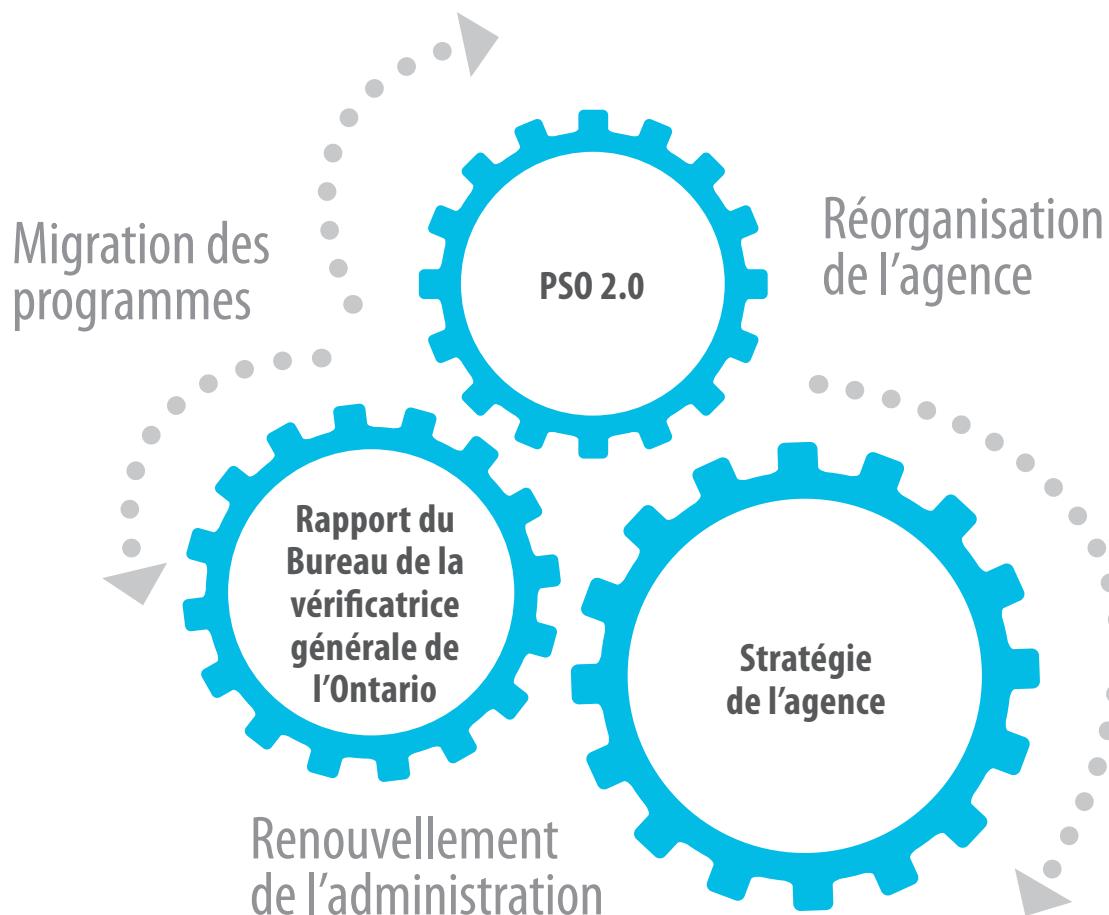 Migration des
programmes
Réorganisation
de l’agence
PSO 2.0
Rapport du
Bureau de la
vérificatrice
générale de
l’Ontario
Stratégie
de l’agence
Renouvellement
de l’administration